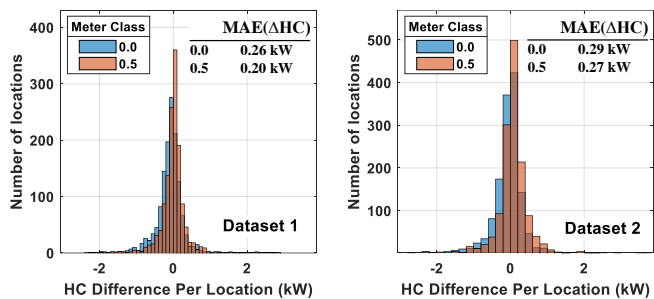 Meter Class
0.0
0.5
MAE(ΔHC)
0.0 0.26 kW
0.5 0.20 kW
Number of locations
400
300
200
100
0
-2 0 2
Dataset 1
HC Difference Per Location (kW)
Meter Class
0.0
0.5
MAE(ΔHC)
0.0 0.29 kW
0.5 0.27 kW
Number of locations
500
400
300
200
100
-2 0 2
Dataset 2
HC Difference Per Location (kW)